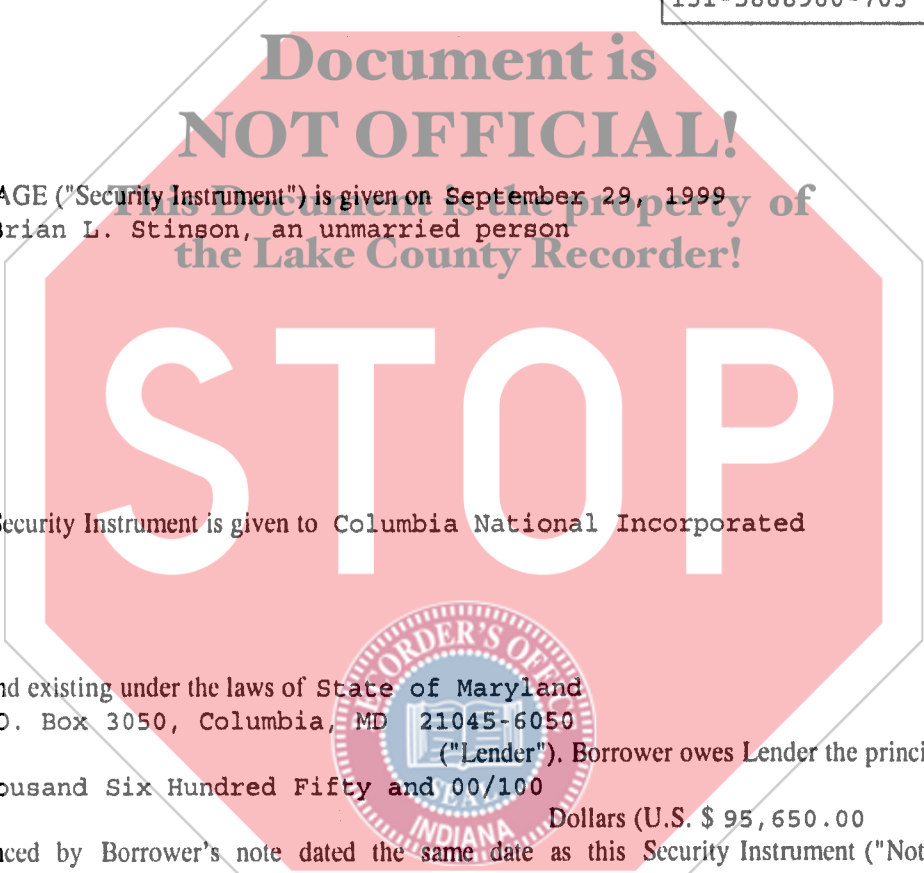 Document is
NOT OFFICIAL!
AGE ("Security Instrument") is given on September 29, 1999
This Document is the property of
rian L. Stinson, an unmarried person
the Lake County Recorder!
STOP
Security Instrument is given to Columbia National Incorporated
RECORDER'S OFFICE
nd existing under the laws of State of Maryland
O. Box 3050, Columbia, MD 21045-6050
("Lender"). Borrower owes Lender the princi
ousand Six Hundred Fifty and 00/100
SEAL
Dollars (U.S. $ 95,650.00
INDIANA
nced by Borrower's note dated the same date as this Security Instrument ("Not